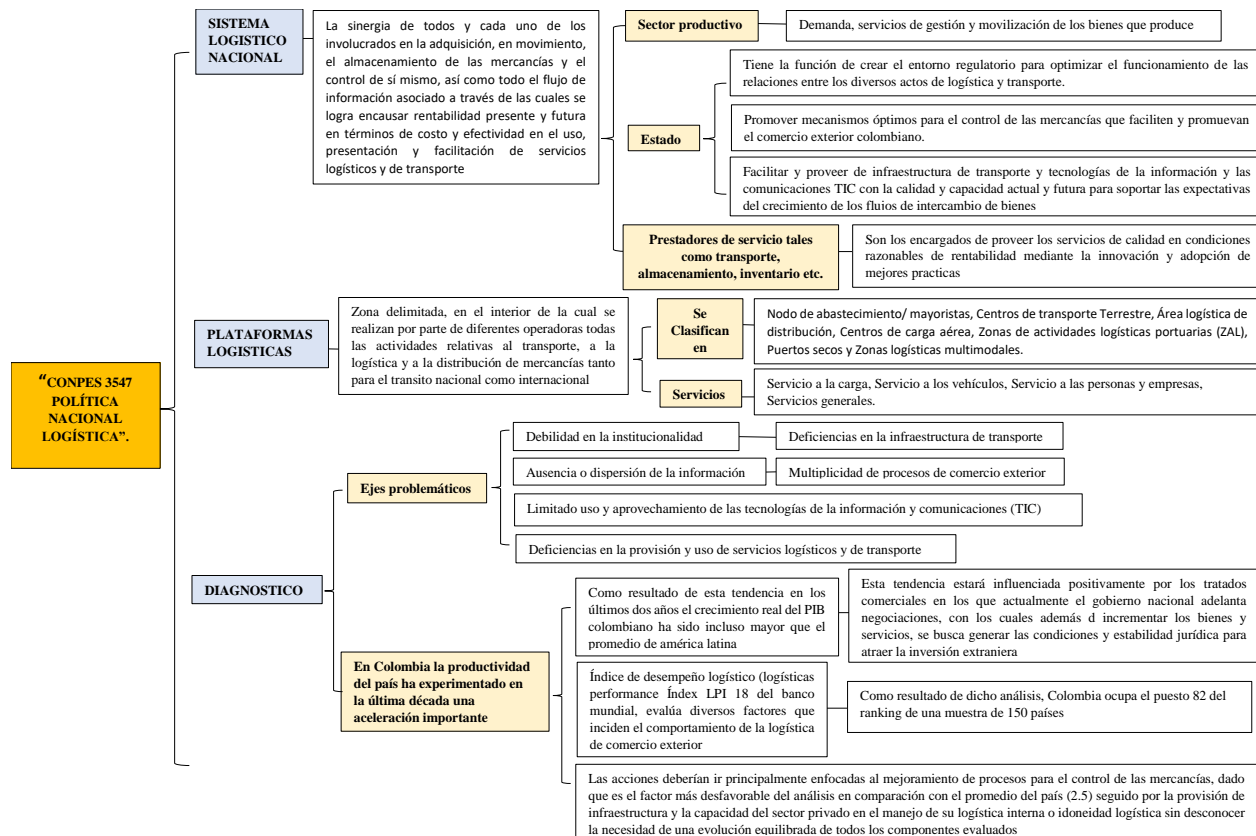 SISTEMA
LOGISTICO
NACIONAL
La sinergia de todos y cada uno de los
involucrados en la adquisición, en movimiento,
el almacenamiento de las mercancías y el
control de sí mismo, así como todo el flujo de
información asociado a través de las cuales se
logra encausar rentabilidad presente y futura
en términos de costo y efectividad en el uso,
presentación y facilitación de servicios
logísticos y de transporte
Sector productivo
Demanda, servicios de gestión y movilización de los bienes que produce
Estado
Tiene la función de crear el entorno regulatorio para optimizar el funcionamiento de las
relaciones entre los diversos actos de logística y transporte.
Promover mecanismos óptimos para el control de las mercancías que faciliten y promuevan
el comercio exterior colombiano.
Facilitar y proveer de infraestructura de transporte y tecnologías de la información y las
comunicaciones TIC con la calidad y capacidad actual y futura para soportar las expectativas
del crecimiento de los flujos de intercambio de bienes
Prestadores de servicio tales
como transporte,
almacenamiento, inventario etc.
Son los encargados de proveer los servicios de calidad en condiciones
razonables de rentabilidad mediante la innovación y adopción de
mejores practicas
"CONPES 3547
POLÍTICA
NACIONAL
LOGÍSTICA".
PLATAFORMAS
LOGISTICAS
Zona delimitada, en el interior de la cual se
realizan por parte de diferentes operadoras todas
las actividades relativas al transporte, a la
logística y a la distribución de mercancías tanto
para el transito nacional como internacional
Se
Clasifican
en
Nodo de abastecimiento/ mayoristas, Centros de transporte Terrestre, Área logística de
distribución, Centros de carga aérea, Zonas de actividades logísticas portuarias (ZAL),
Puertos secos y Zonas logísticas multimodales.
Servicios
Servicio a la carga, Servicio a los vehículos, Servicio a las personas y empresas,
Servicios generales.
DIAGNOSTICO
Ejes problemáticos
Debilidad en la institucionalidad
Deficiencias en la infraestructura de transporte
Ausencia o dispersión de la información
Multiplicidad de procesos de comercio exterior
Limitado uso y aprovechamiento de las tecnologías de la información y comunicaciones (TIC)
Deficiencias en la provisión y uso de servicios logísticos y de transporte
En Colombia la productividad
del país ha experimentado en
la última década una
aceleración importante
Como resultado de esta tendencia en los
últimos dos años el crecimiento real del PIB
colombiano ha sido incluso mayor que el
promedio de américa latina
Esta tendencia estará influenciada positivamente por los tratados
comerciales en los que actualmente el gobierno nacional adelanta
negociaciones, con los cuales además d incrementar los bienes y
servicios, se busca generar las condiciones y estabilidad jurídica para
atraer la inversión extranjera
Índice de desempeño logístico (logísticas
performance Índex LPI 18 del banco
mundial, evalúa diversos factores que
inciden el comportamiento de la logística
de comercio exterior
Como resultado de dicho análisis, Colombia ocupa el puesto 82 del
ranking de una muestra de 150 países
Las acciones deberían ir principalmente enfocadas al mejoramiento de procesos para el control de las mercancías, dado
que es el factor más desfavorable del análisis en comparación con el promedio del país (2.5) seguido por la provisión de
infraestructura y la capacidad del sector privado en el manejo de su logística interna o idoneidad logística sin desconocer
la necesidad de una evolución equilibrada de todos los componentes evaluados